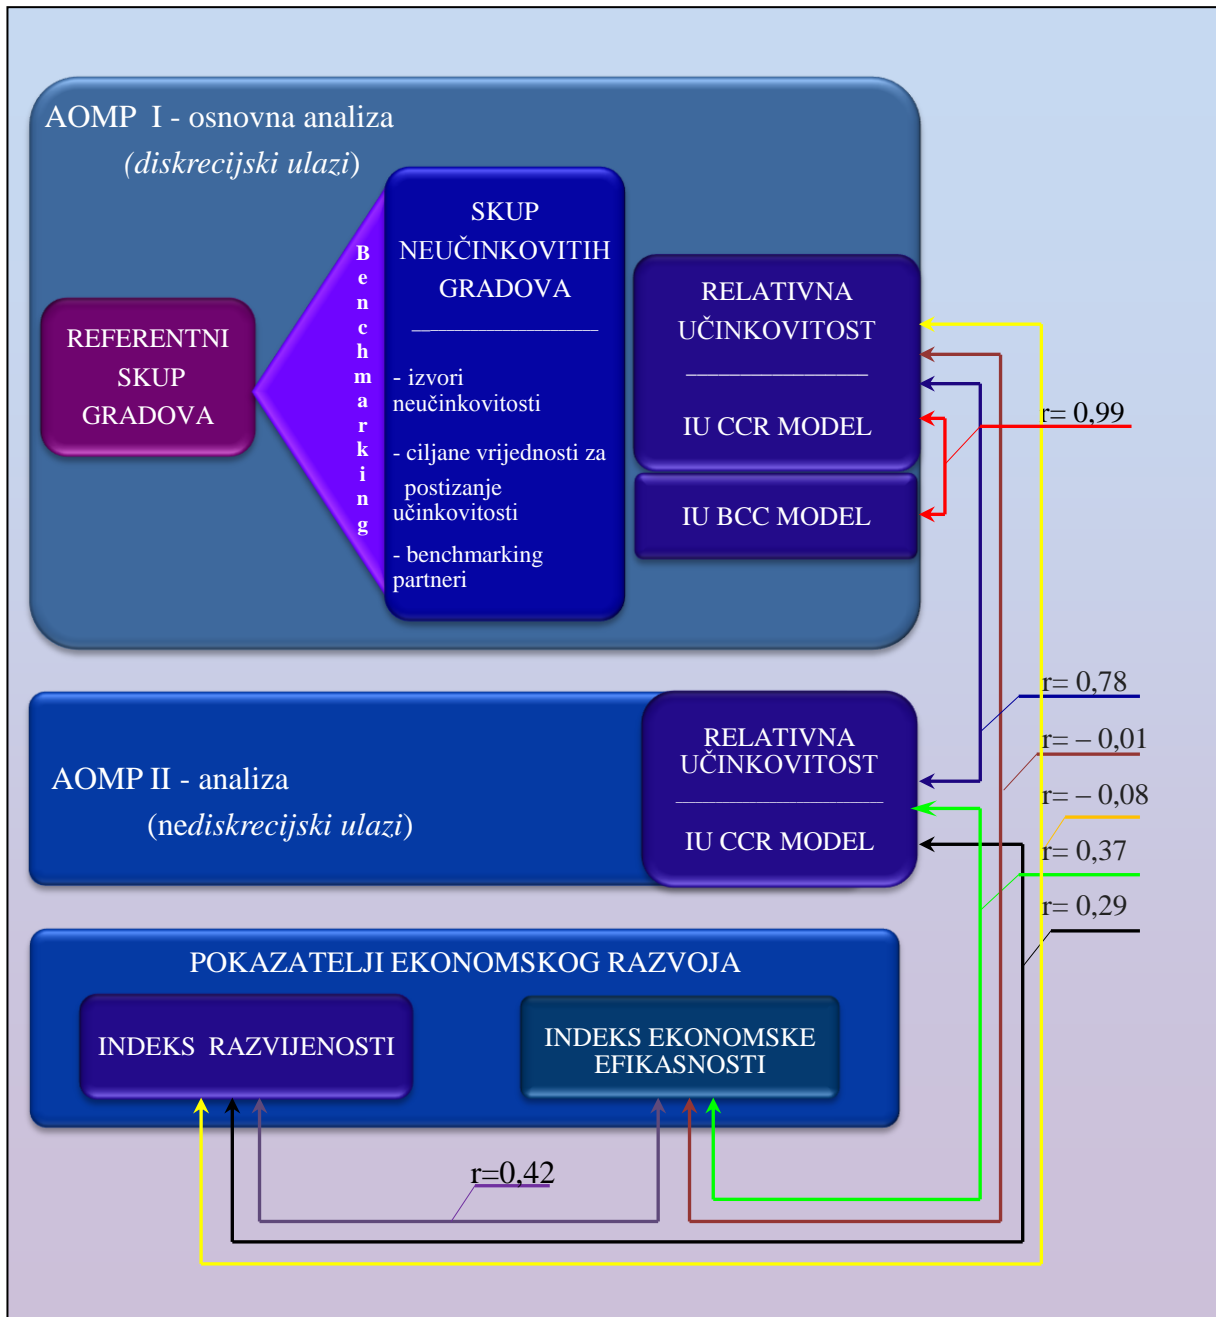 AOMP I - osnovna analiza
(diskrecijski ulazi)
REFERENTNI
SKUP
GRADOVA
Benchmarking
SKUP
NEUČINKOVITIH
GRADOVA
- izvori
neučinkovitosti
- ciljane vrijednosti za
postizanje
učinkovitosti
- benchmarking
partneri
RELATIVNA
UČINKOVITOST
IU CCR MODEL
IU BCC MODEL
r= 0,99
AOMP II - analiza
(nediskrecijski ulazi)
RELATIVNA
UČINKOVITOST
IU CCR MODEL
r= 0,78
r= – 0,01
r= – 0,08
r= 0,37
r= 0,29
POKAZATELJI EKONOMSKOG RAZVOJA
INDEKS RAZVIJENOSTI
INDEKS EKONOMSKE
EFIKASNOSTI
r=0,42